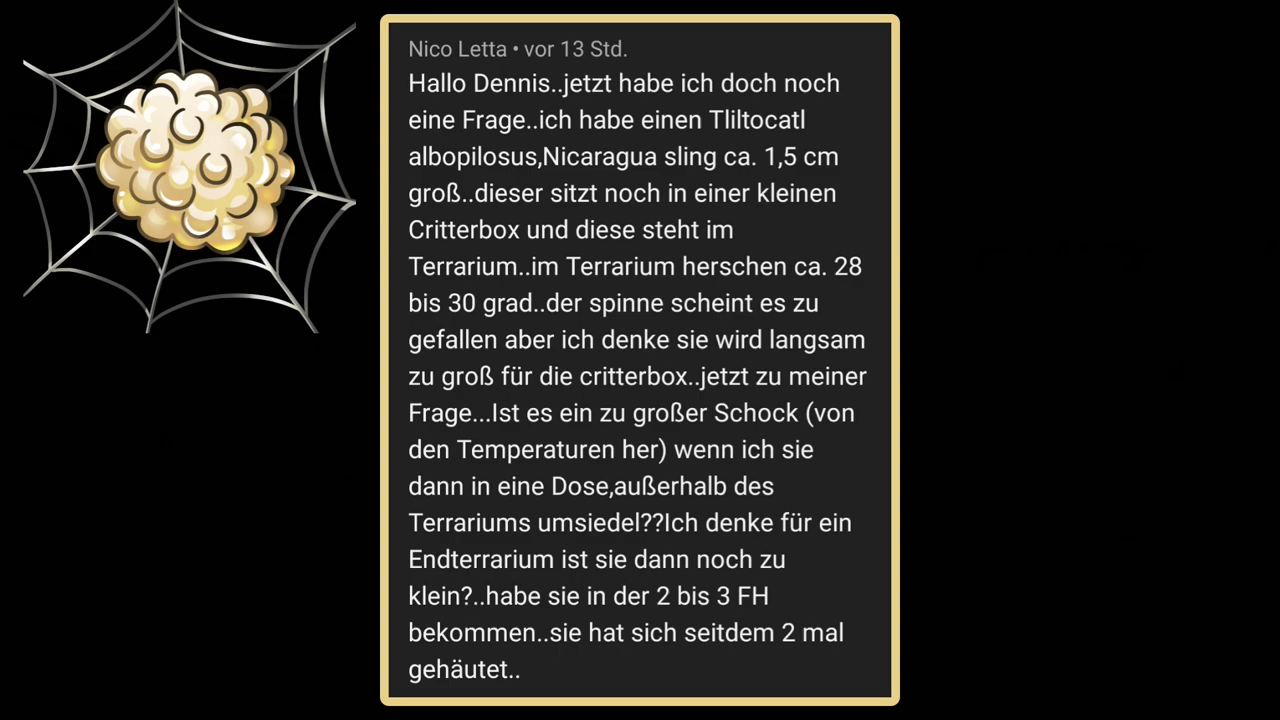 Nico Letta • vor 13 Std.
Hallo Dennis..jetzt habe ich doch noch
eine Frage..ich habe einen Tliltocatl
albopilosus,Nicaragua sling ca. 1,5 cm
groß..dieser sitzt noch in einer kleinen
Critterbox und diese steht im
Terrarium..im Terrarium herschen ca. 28
bis 30 grad..der spinne scheint es zu
gefallen aber ich denke sie wird langsam
zu groß für die critterbox..jetzt zu meiner
Frage...Ist es ein zu großer Schock (von
den Temperaturen her) wenn ich sie
dann in eine Dose,außerhalb des
Terrariums umsiedel??Ich denke für ein
Endterrarium ist sie dann noch zu
klein?..habe sie in der 2 bis 3 FH
bekommen..sie hat sich seitdem 2 mal
gehäutet..